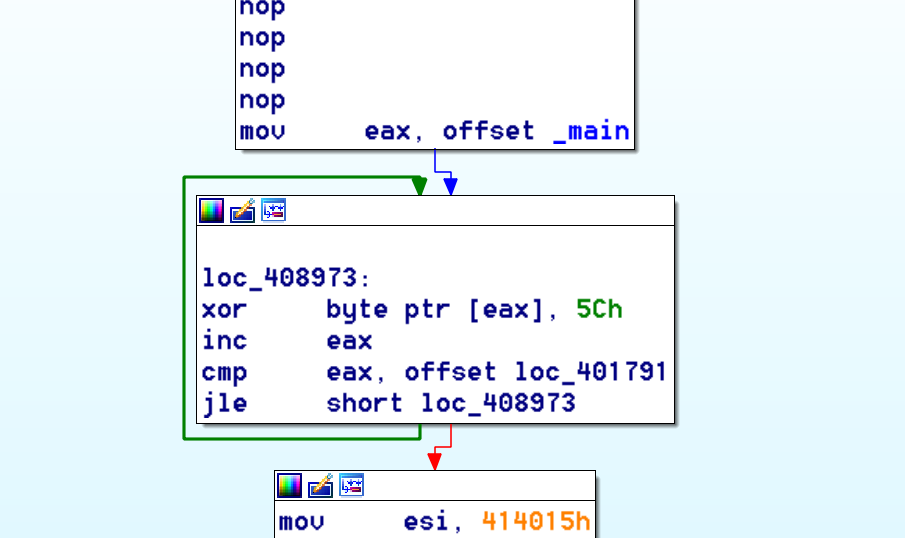 nop
nop
nop
nop
mov eax, offset _main
loc_408973:
xor byte ptr [eax], 5Ch
inc eax
cmp eax, offset loc_401791
jle short loc_408973
mov esi, 414015h